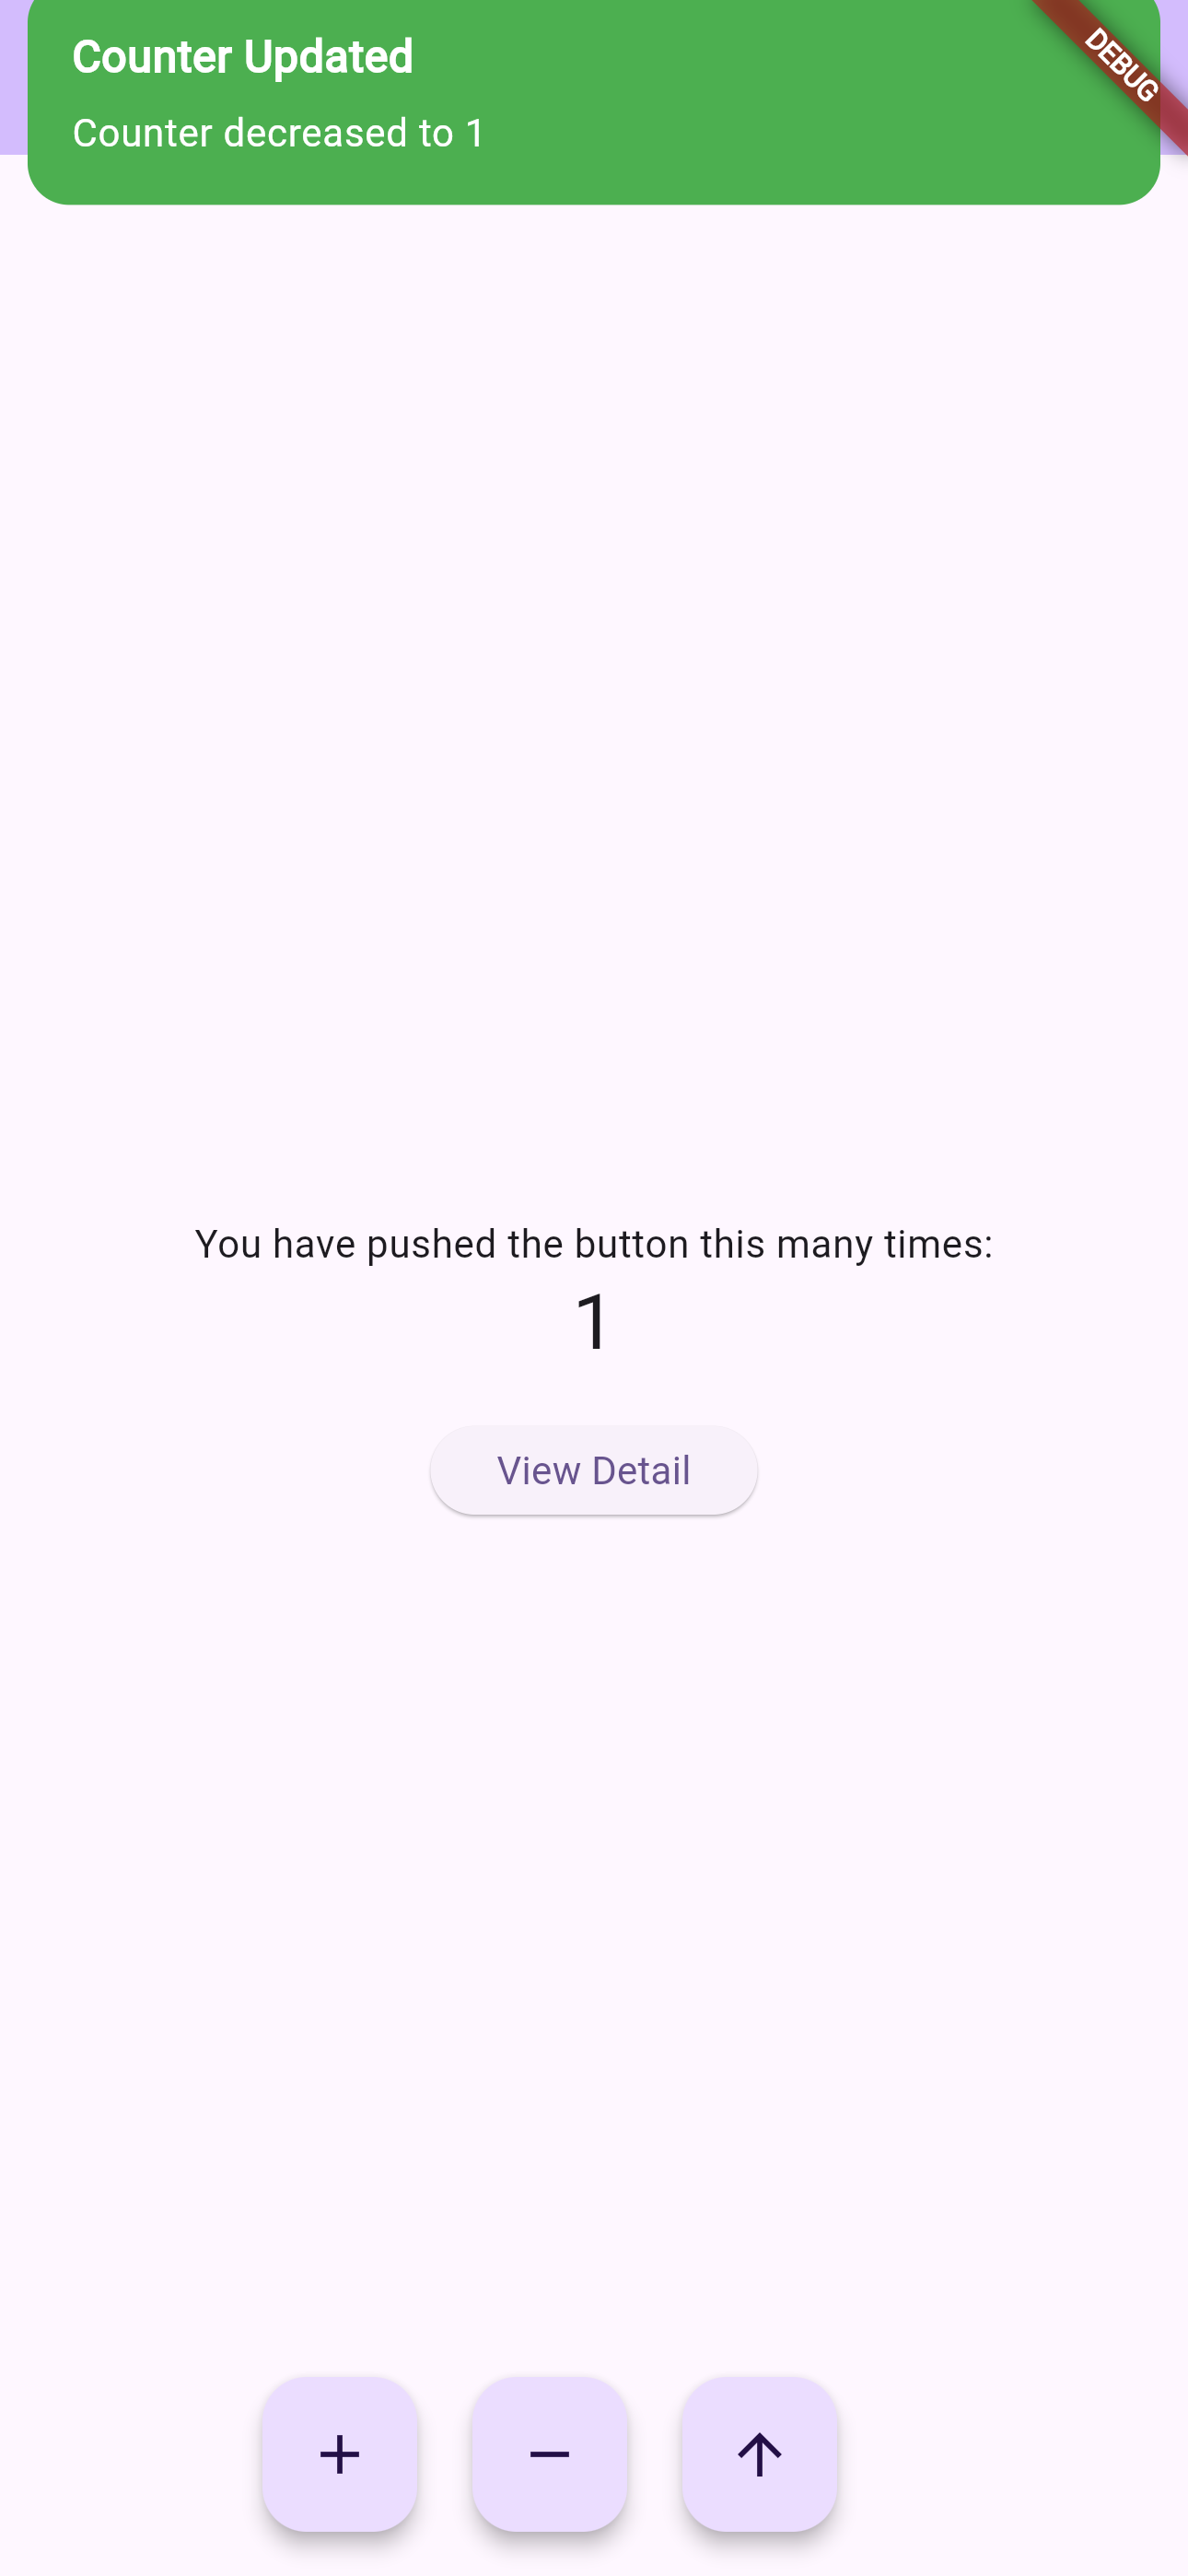 Counter Updated
DEBUG
Counter decreased to 1
You have pushed the button this many times:
1
View Detail